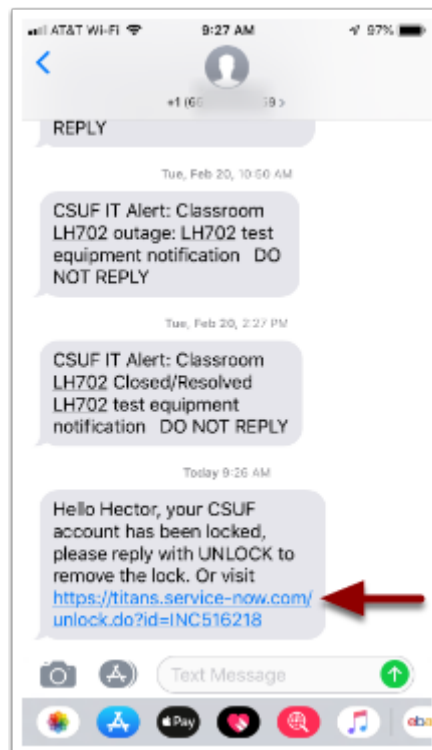 AT&T Wi-Fi 9:27 AM 97%
REPLY
Tue, Feb 20, 10:50 AM
CSUF IT Alert: Classroom
LH702 outage: LH702 test
equipment notification DO
NOT REPLY
Tue, Feb 20, 2:27 PM
CSUF IT Alert: Classroom
LH702 Closed/Resolved
LH702 test equipment
notification DO NOT REPLY
Today 9:26 AM
Hello Hector, your CSUF
account has been locked,
please reply with UNLOCK to
remove the lock. Or visit
https://titans.service-now.com/
unlock.do?id=INC516218
Text Message
Pay